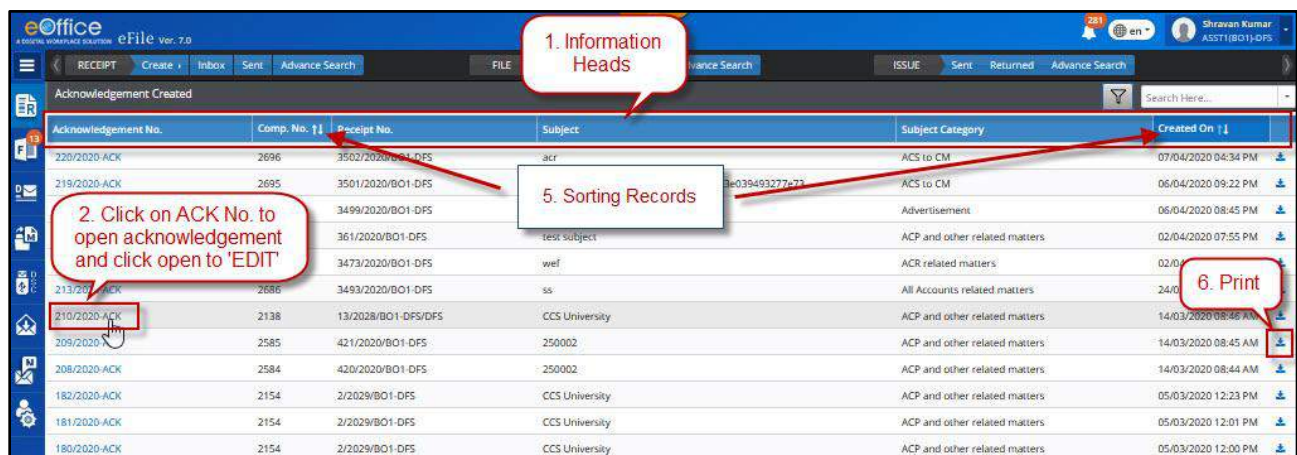 eOffice
A DIGITAL WORKPLACE SOLUTION eFile Ver. 7.0
281
en
Shravan Kumar
ASST1(BO1)-DFS
1. Information
Heads
RECEIPT Create Inbox Sent Advance Search FILE Advance Search ISSUE Sent Returned Advance Search
Acknowledgement Created
Search Here...
Acknowledgement No. Comp. No. Receipt No. Subject Subject Category Created On
13
220/2020-ACK 2696 3502/2020/BO1-DFS acr ACS to CM 07/04/2020 04:34 PM
219/2020-ACK 2695 3501/2020/BO1-DFS 3e039493277e73 ACS to CM 06/04/2020 09:22 PM
5. Sorting Records
2. Click on ACK No. to
open acknowledgement
and click open to 'EDIT'
3499/2020/BO1-DFS Advertisement 06/04/2020 08:45 PM
361/2020/BO1-DFS test subject ACP and other related matters 02/04/2020 07:55 PM
3473/2020/BO1-DFS wef ACR related matters 02/04
6. Print
213/2020-ACK 2686 3493/2020/BO1-DFS ss All Accounts related matters 24/0
210/2020-ACK 2138 13/2028/BO1-DFS/DFS CCS University ACP and other related matters 14/03/2020 08:46 AM
209/2020-A 2585 421/2020/BO1-DFS 250002 ACP and other related matters 14/03/2020 08:45 AM
208/2020-ACK 2584 420/2020/BO1-DFS 250002 ACP and other related matters 14/03/2020 08:44 AM
182/2020-ACK 2154 2/2029/BO1-DFS CCS University ACP and other related matters 05/03/2020 12:23 PM
181/2020-ACK 2154 2/2029/BO1-DFS CCS University ACP and other related matters 05/03/2020 12:01 PM
180/2020-ACK 2154 2/2029/BO1-DFS CCS University ACP and other related matters 05/03/2020 12:00 PM